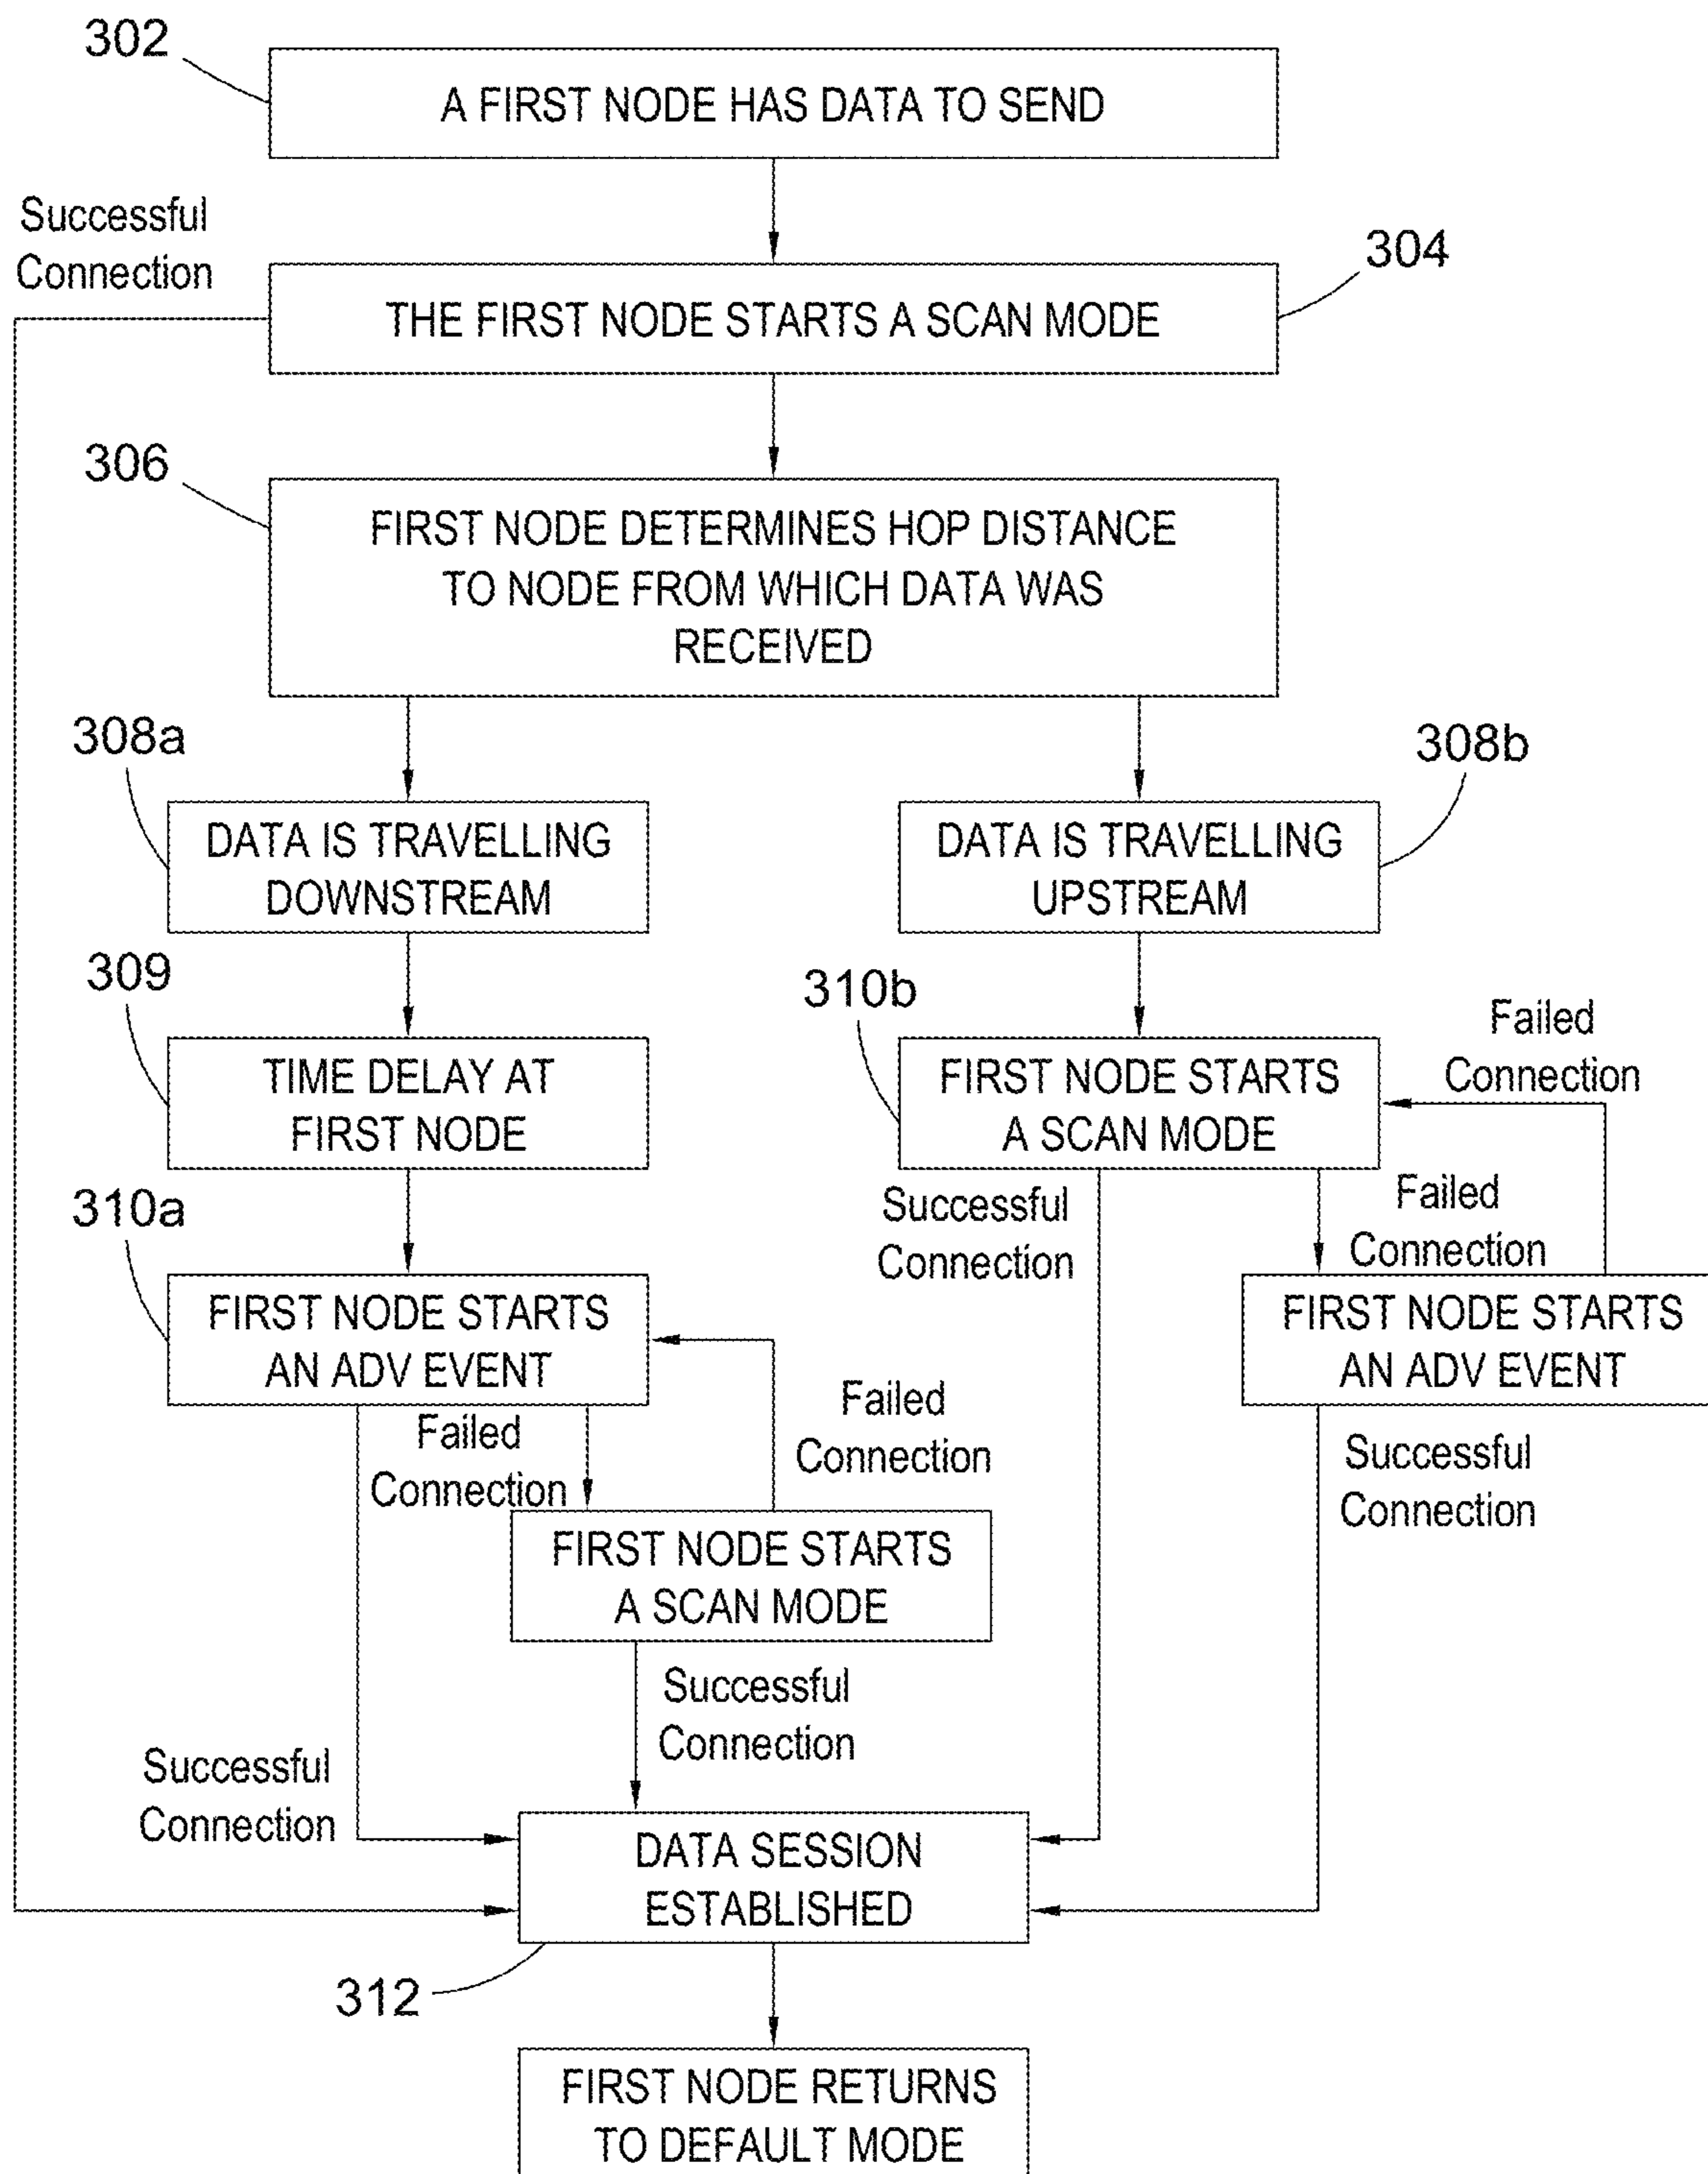 302
A FIRST NODE HAS DATA TO SEND
Successful
Connection
304
THE FIRST NODE STARTS A SCAN MODE
306
FIRST NODE DETERMINES HOP DISTANCE
TO NODE FROM WHICH DATA WAS
RECEIVED
308a
308b
DATA IS TRAVELLING
DOWNSTREAM
DATA IS TRAVELLING
UPSTREAM
309
310b
TIME DELAY AT
FIRST NODE
FIRST NODE STARTS
A SCAN MODE
Failed
Connection
310a
Successful
Connection
Failed
Connection
FIRST NODE STARTS
AN ADV EVENT
FIRST NODE STARTS
AN ADV EVENT
Failed
Connection
Failed
Connection
Successful
Connection
FIRST NODE STARTS
A SCAN MODE
Successful
Connection
Successful
Connection
DATA SESSION
ESTABLISHED
312
FIRST NODE RETURNS
TO DEFAULT MODE